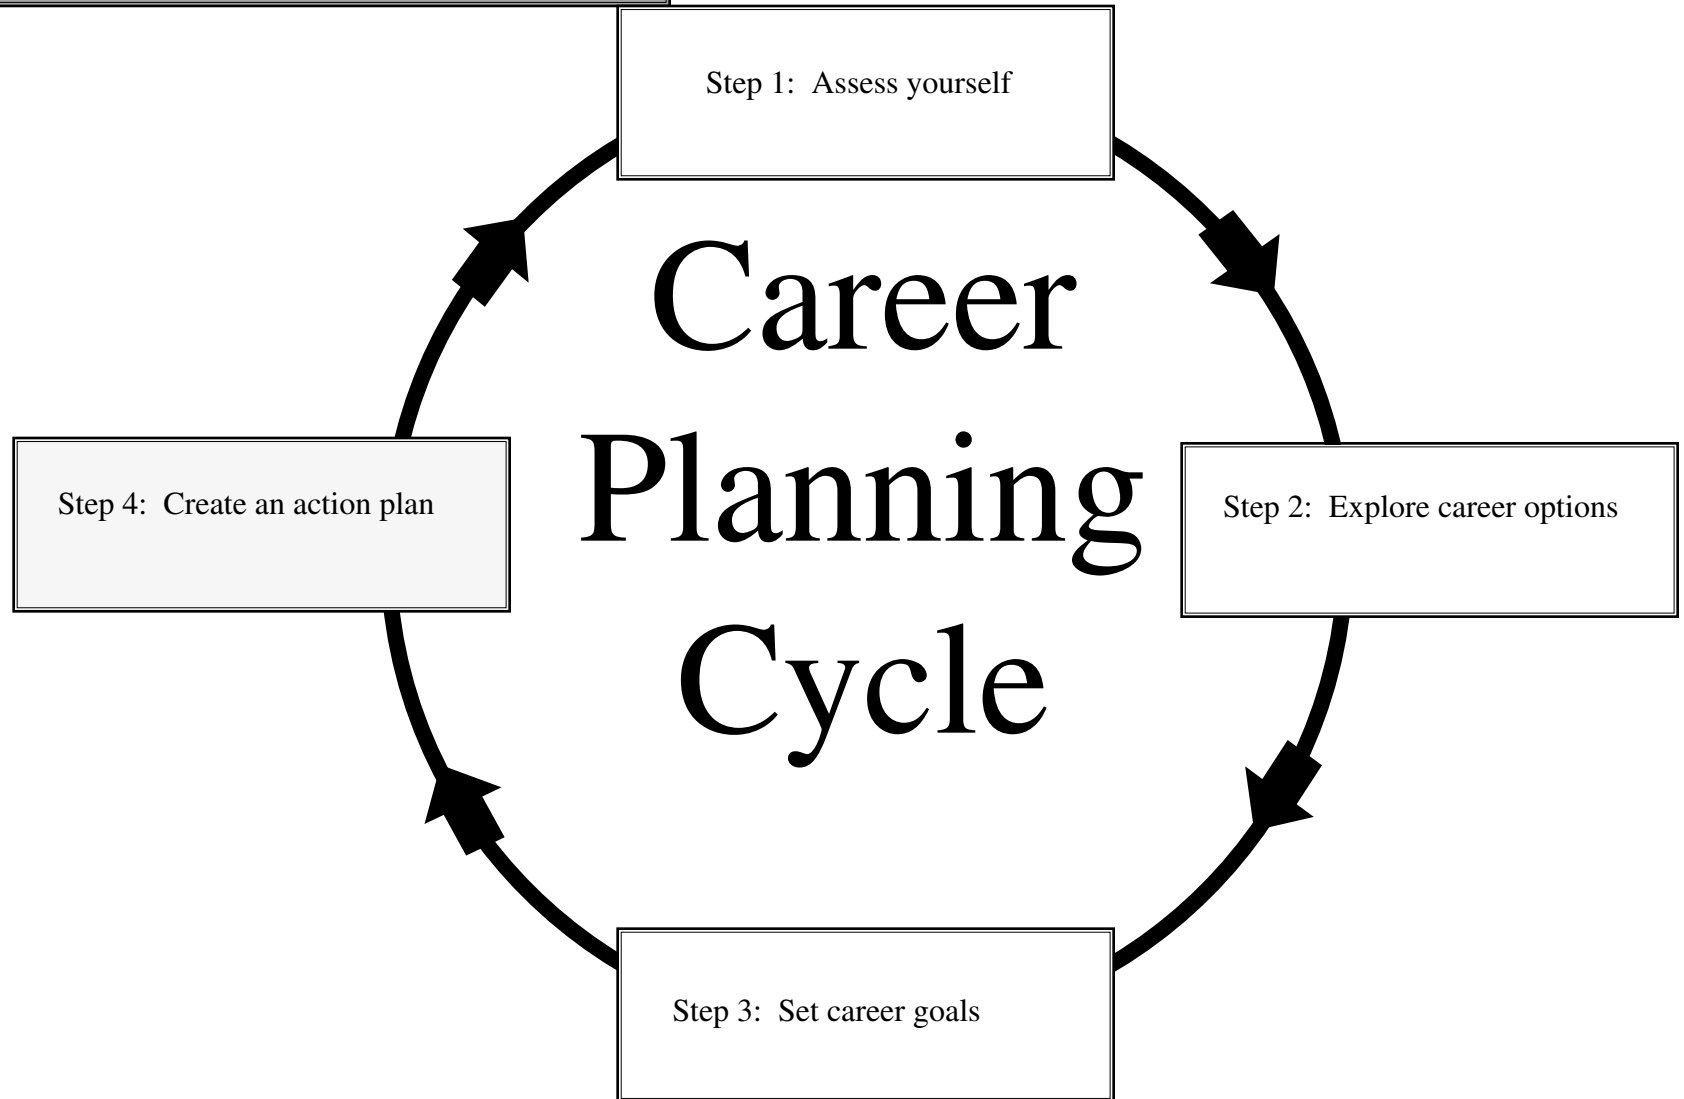 Step 1:  Assess yourself
Career
Planning
Cycle
Step 2:  Explore career options
Step 3:  Set career goals
Step 4:  Create an action plan